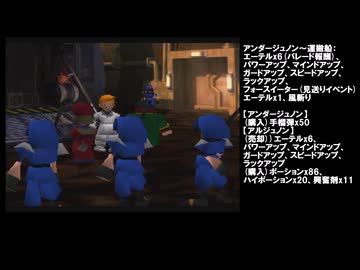 アンダージュノン～運搬船：
エーテルx6（パレード報酬）、
パワーアップ、マインドアップ、
ガードアップ、スピードアップ、
ラックアップ、
フォースイーター（見送りイベント）
エーテルx1、風斬り
【アンダージュノン】
（購入）手榴弾x50
【アルジュノン】
（売却））エーテルx6、
パワーアップ、マインドアップ、
ガードアップ、スピードアップ、
ラックアップ
（購入）ポーションx86、
ハイポーションx20、興奮剤x11